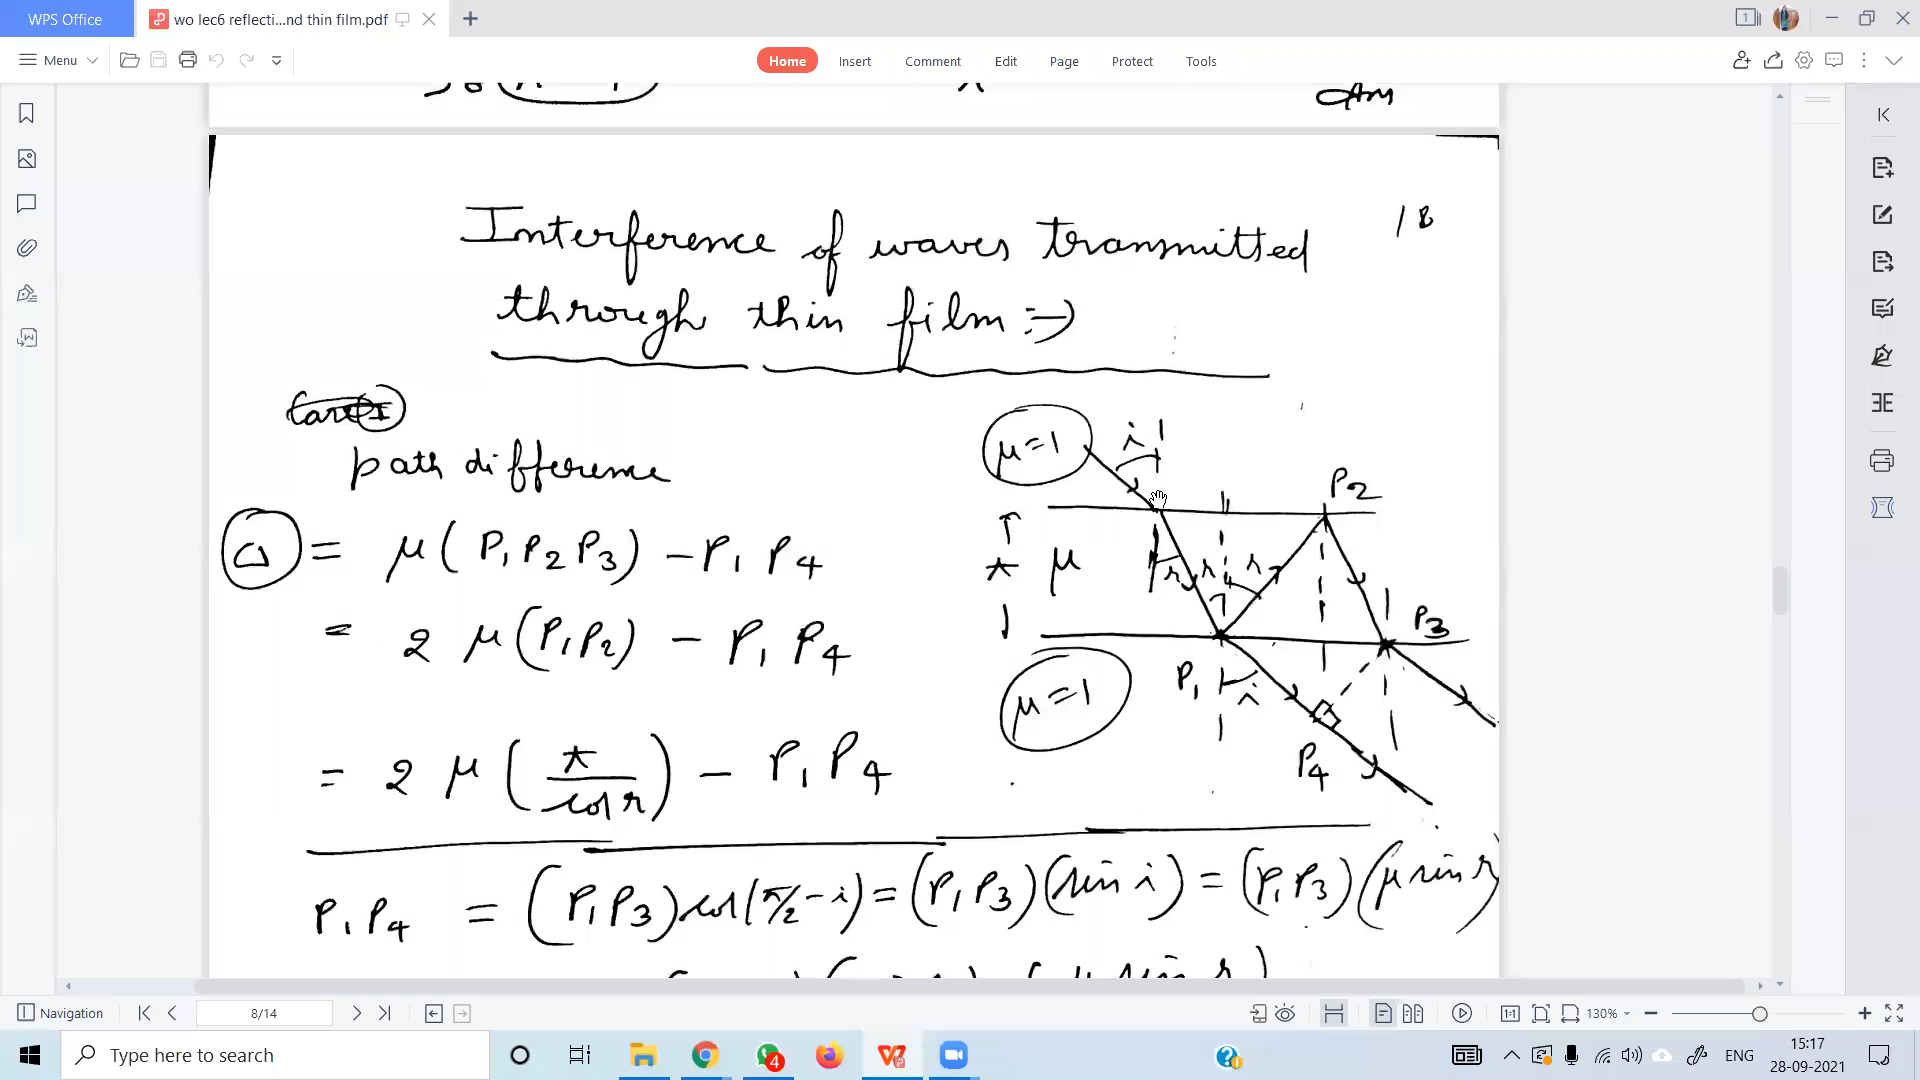 WPS Office
wo lec6 reflecti...nd thin film.pdf
Menu
Home Insert Comment Edit Page Protect Tools
Ans
18
Interference of waves transmitted
through thin film :⇒
path difference
Δ = μ(P₁P₂P₃) − P₁P₄
= 2μ(P₁P₂) − P₁P₄
= 2μ(t/cos r) − P₁P₄
P₁P₄ = (P₁P₃)cos(π/2 − i) = (P₁P₃)(sin i) = (P₁P₃)(μ sin r)
μ=1
i
P₂
t
μ
r
r
r
P₃
P₁
i
μ=1
P₄
Navigation
8/14
130%
Type here to search
4
ENG
15:17
28-09-2021